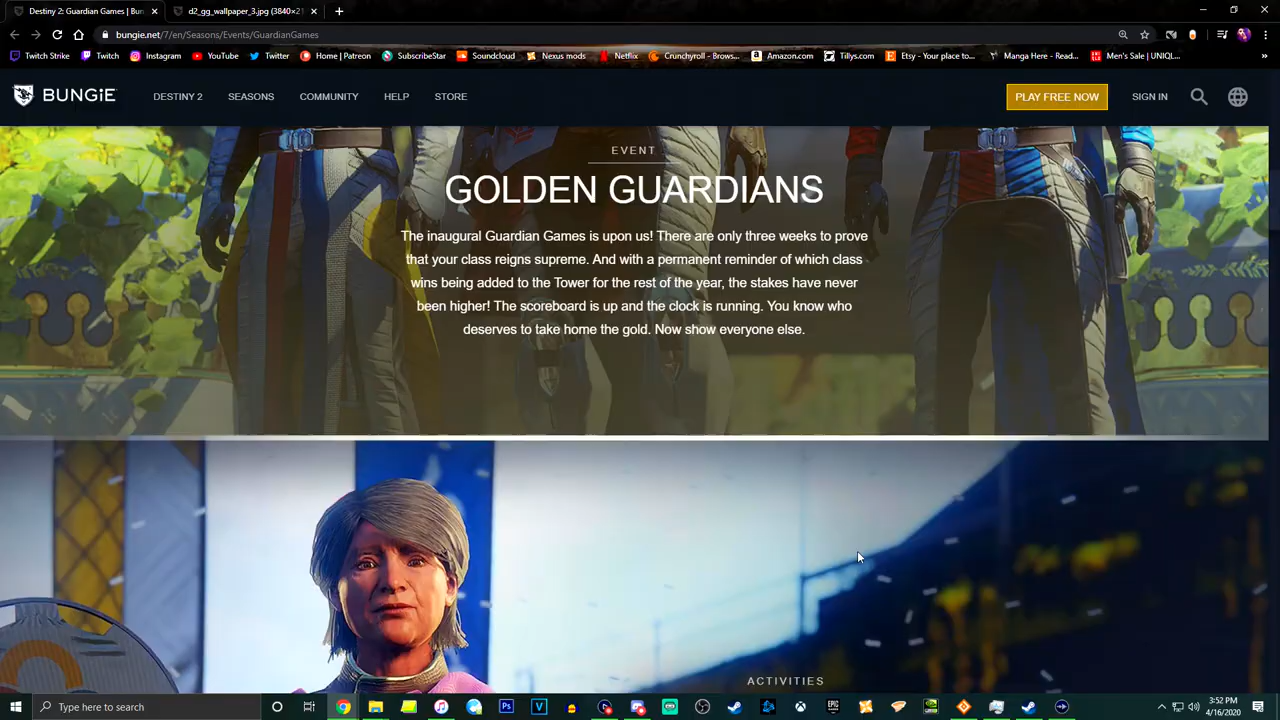 Destiny 2: Guardian Games | Bun
d2_gg_wallpaper_3.jpg (3840×21
bungie.net/7/en/Seasons/Events/GuardianGames
Twitch Strike
Twitch
Instagram
YouTube
Twitter
Home | Patreon
SubscribeStar
Soundcloud
Nexus mods
Netflix
Crunchyroll - Brows...
Amazon.com
Tillys.com
Etsy - Your place to...
Manga Here - Read...
Men's Sale | UNIQL...
BUNGiE
DESTINY 2
SEASONS
COMMUNITY
HELP
STORE
PLAY FREE NOW
SIGN IN
EVENT
GOLDEN GUARDIANS
The inaugural Guardian Games is upon us! There are only three weeks to prove
that your class reigns supreme. And with a permanent reminder of which class
wins being added to the Tower for the rest of the year, the stakes have never
been higher! The scoreboard is up and the clock is running. You know who
deserves to take home the gold. Now show everyone else.
ACTIVITIES
Type here to search
3:52 PM
4/16/2020